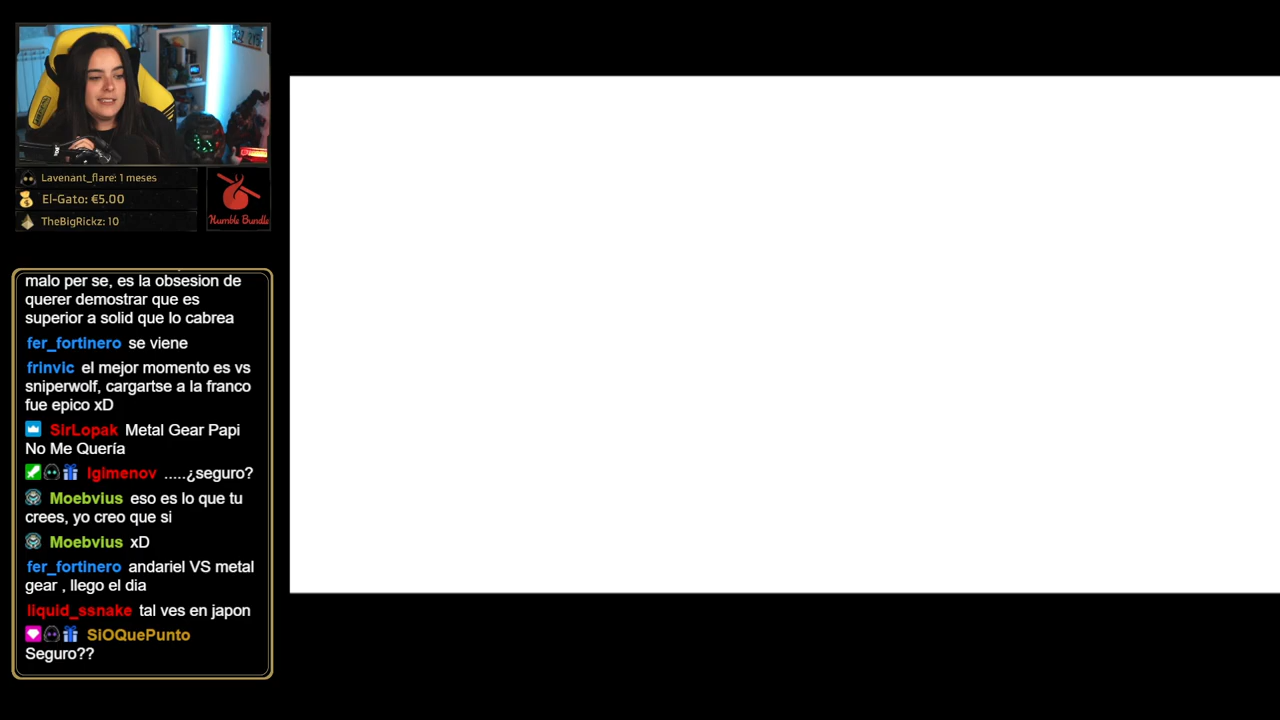 Lavenant_flare: 1 meses
El-Gato: €5.00
TheBigRickz: 10
Humble Bundle
malo per se, es la obsesion de
querer demostrar que es
superior a solid que lo cabrea
fer_fortinero se viene
frinvic el mejor momento es vs
sniperwolf, cargartse a la franco
fue epico xD
SirLopak Metal Gear Papi
No Me Quería
Igimenov .....¿seguro?
Moebvius eso es lo que tu
crees, yo creo que si
Moebvius xD
fer_fortinero andariel VS metal
gear , llego el dia
liquid_ssnake tal ves en japon
SiOQuePunto
Seguro??